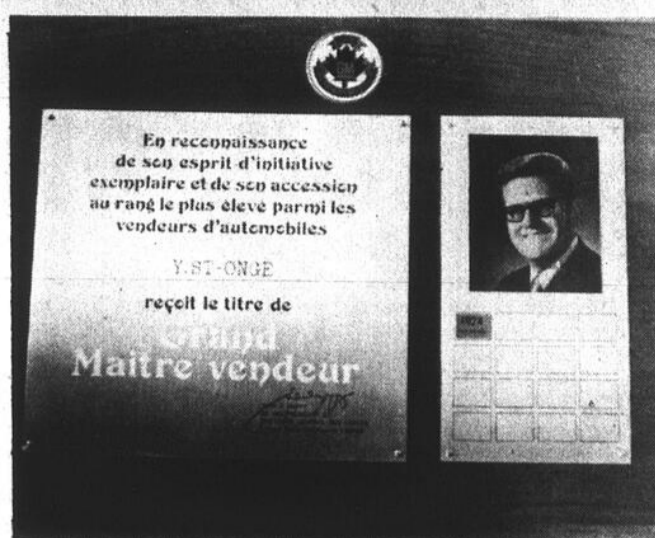 En reconnaissance
de son esprit d'initiative
exemplaire et de son accession
au rang le plus élevé parmi les
vendeurs d'automobiles
Y. ST-ONGE
reçoit le titre de
Grand
Maître vendeur